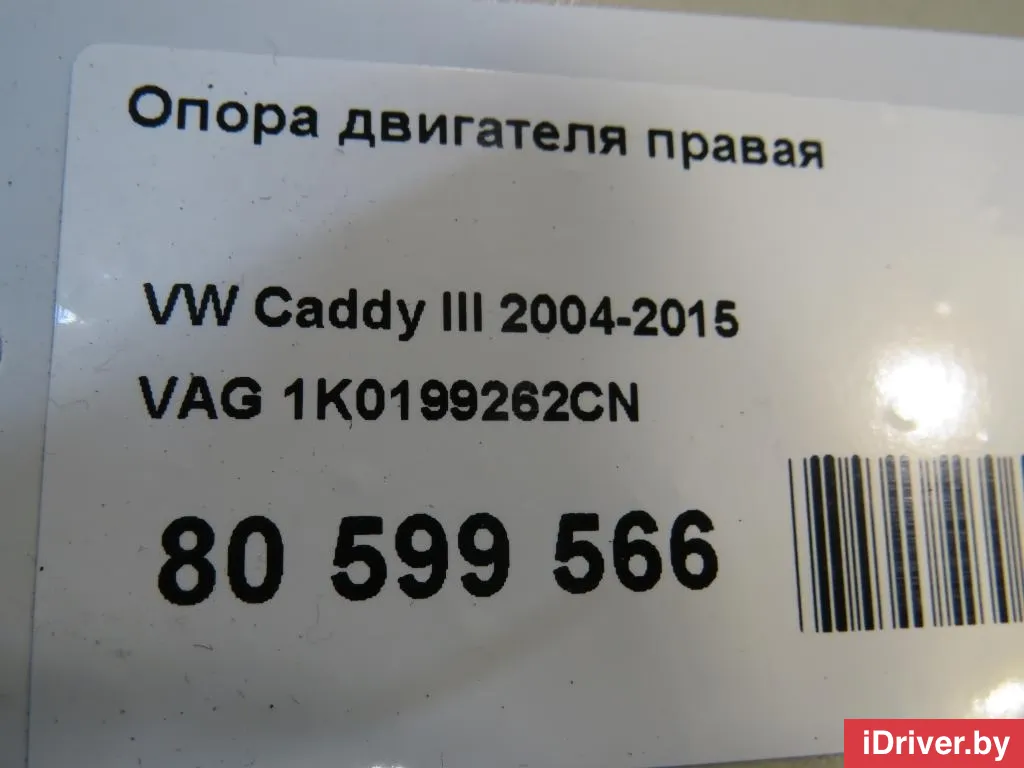 Опора двигателя правая
VW Caddy III 2004-2015
VAG 1K0199262CN
80 599 566
iDriver.by